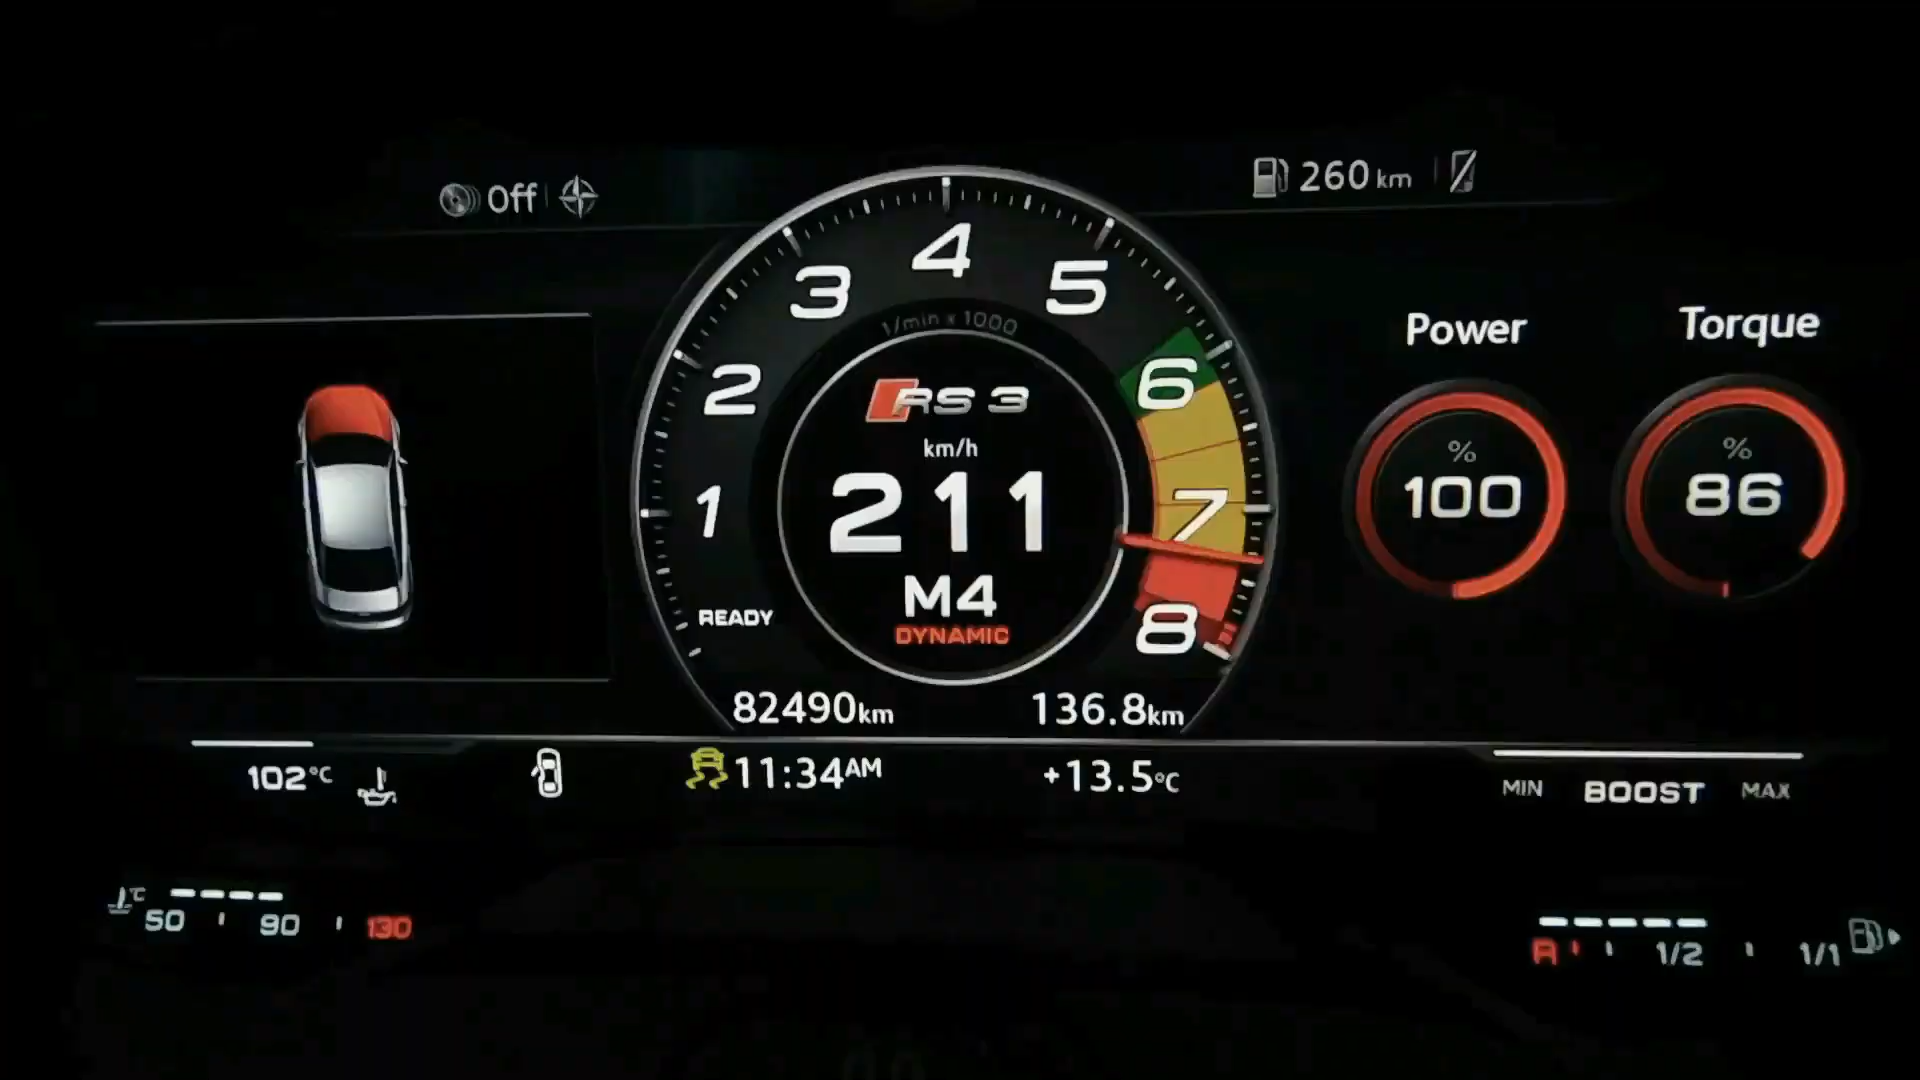 Off
260 km
1 2 3 4 5 6 7 8
1/min x 1000
RS 3
km/h
211
M4
DYNAMIC
READY
82490km
136.8km
Power
%
100
Torque
%
86
102°C
11:34AM
+13.5°C
MIN BOOST MAX
°C
50 90 130
R 1/2 1/1